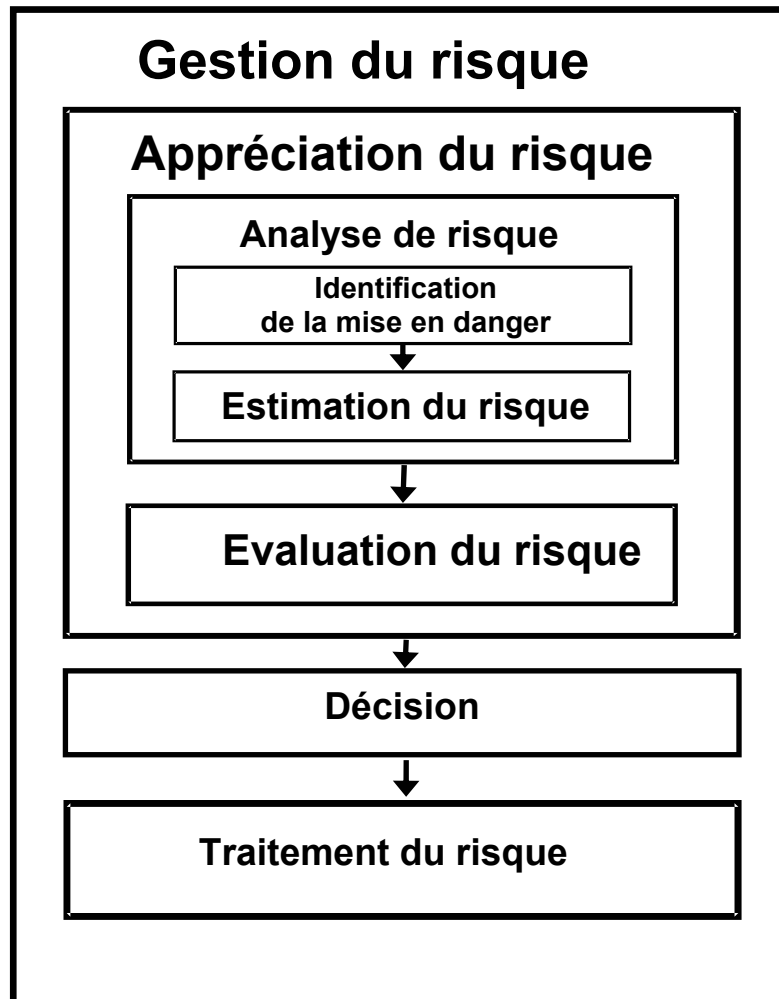 Gestion du risque
Appréciation du risque
Analyse de risque
Identification
de la mise en danger
Estimation du risque
Evaluation du risque
Décision
Traitement du risque